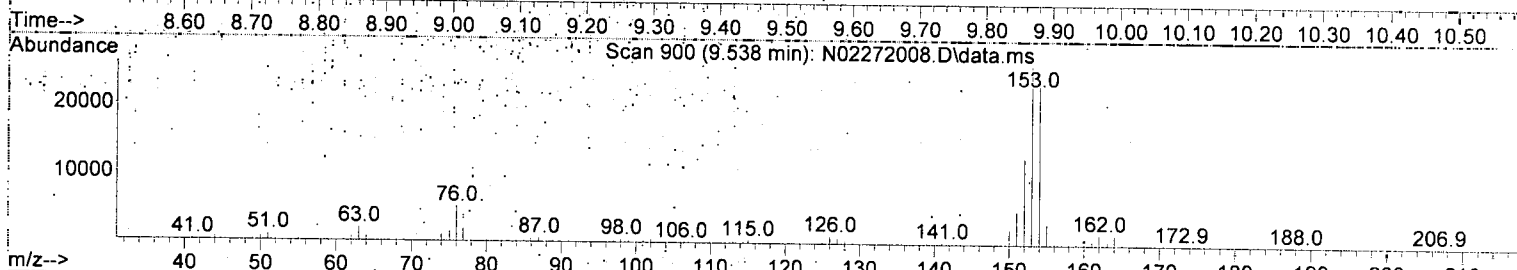 Time--> 8.60 8.70 8.80 8.90 9.00 9.10 9.20 9.30 9.40 9.50 9.60 9.70 9.80 9.90 10.00 10.10 10.20 10.30 10.40 10.50
Abundance Scan 900 (9.538 min): N02272008.D\data.ms
153.0
20000
10000
76.0
41.0 51.0 63.0 87.0 98.0 106.0 115.0 126.0 141.0 162.0 172.9 188.0 206.9
m/z--> 40 50 60 70 80 90 100 110 120 130 140 150 160 170 180 190 200 210